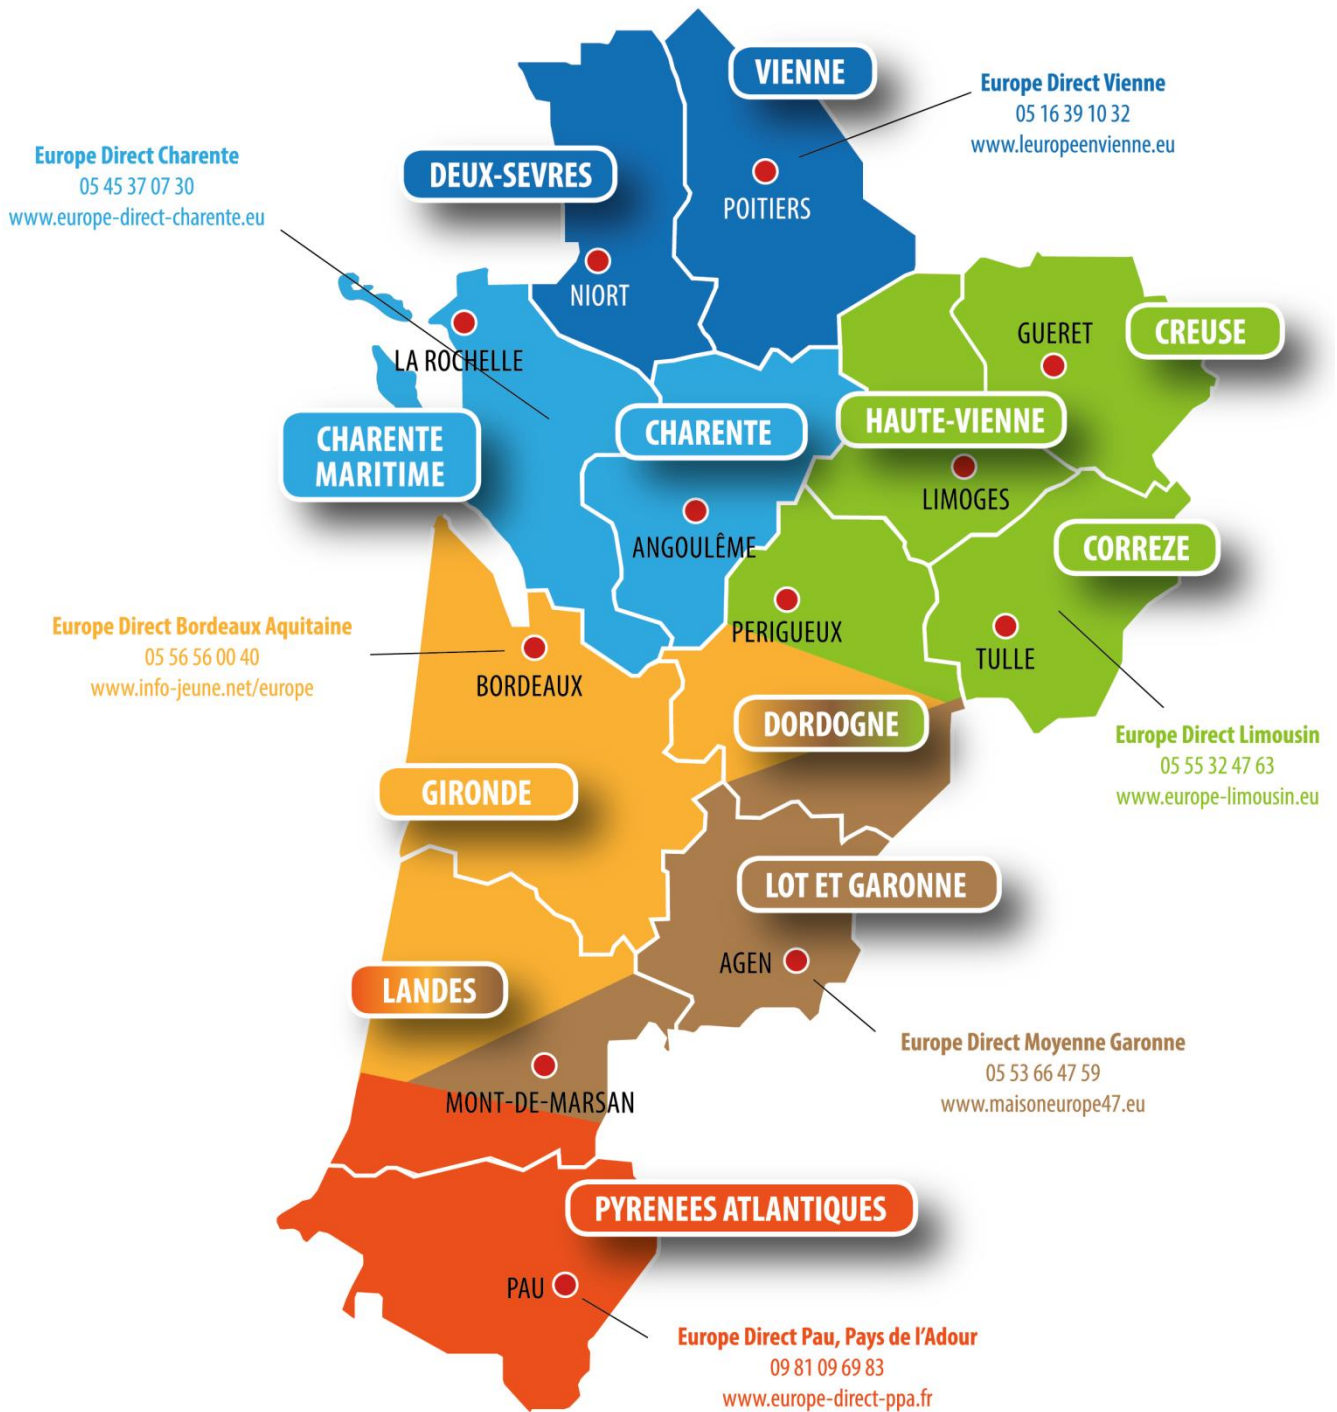 VIENNE
Europe Direct Vienne
05 16 39 10 32
www.leuropeenvienne.eu
Europe Direct Charente
05 45 37 07 30
www.europe-direct-charente.eu
DEUX-SEVRES
POITIERS
NIORT
LA ROCHELLE
GUERET
CREUSE
CHARENTE
MARITIME
CHARENTE
HAUTE-VIENNE
LIMOGES
ANGOULÊME
CORREZE
PERIGUEUX
TULLE
Europe Direct Bordeaux Aquitaine
05 56 56 00 40
www.info-jeune.net/europe
BORDEAUX
DORDOGNE
Europe Direct Limousin
05 55 32 47 63
www.europe-limousin.eu
GIRONDE
LOT ET GARONNE
AGEN
LANDES
Europe Direct Moyenne Garonne
05 53 66 47 59
www.maisoneurope47.eu
MONT-DE-MARSAN
PYRENEES ATLANTIQUES
PAU
Europe Direct Pau, Pays de l'Adour
09 81 09 69 83
www.europe-direct-ppa.fr